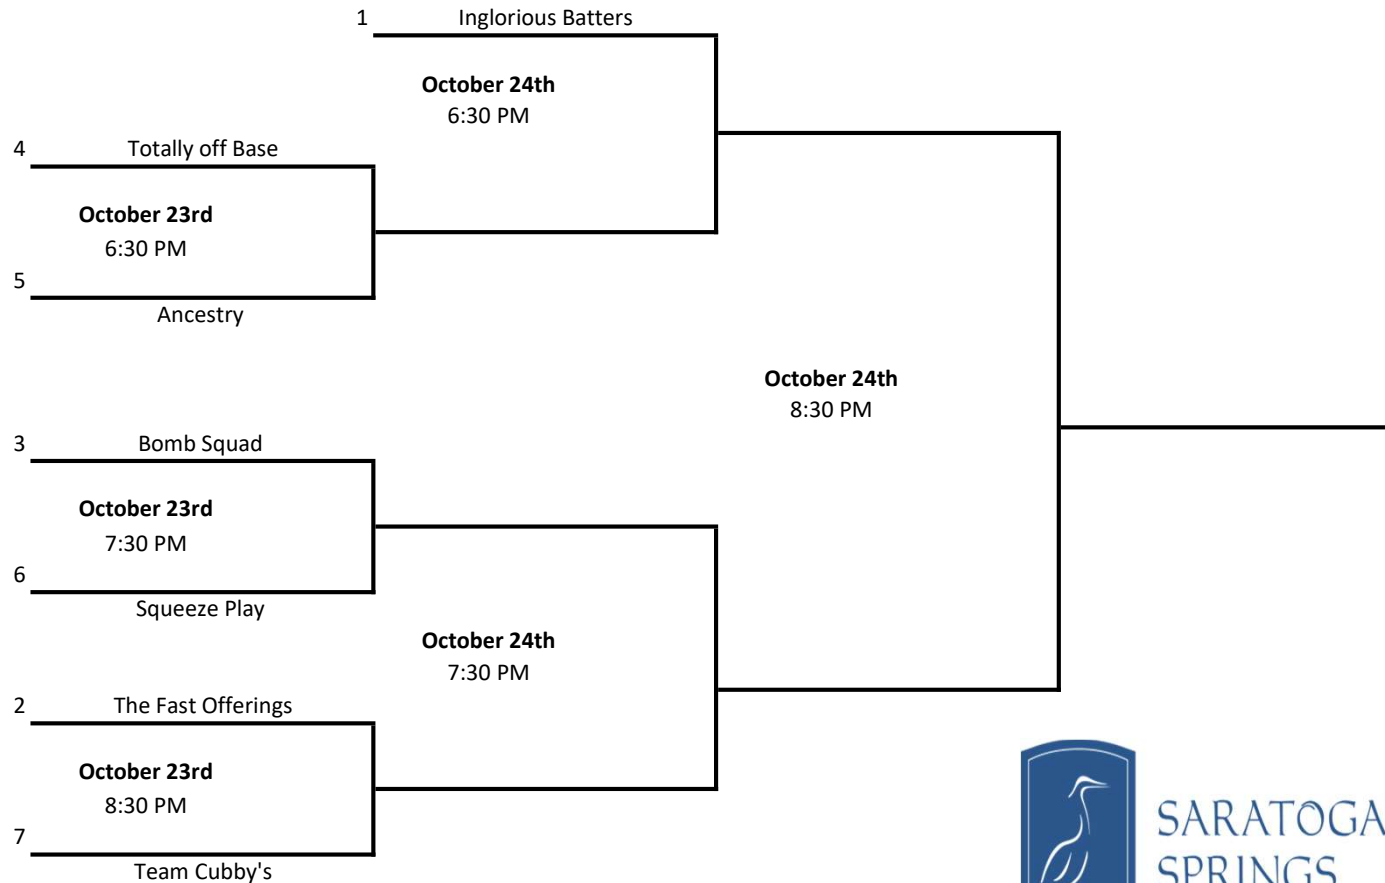 1 Inglorious Batters
October 24th
6:30 PM
4 Totally off Base
October 23rd
6:30 PM
5
Ancestry
October 24th
8:30 PM
3 Bomb Squad
October 23rd
7:30 PM
6
Squeeze Play
October 24th
7:30 PM
2 The Fast Offerings
October 23rd
8:30 PM
7
Team Cubby's
SARATOGA
SPRINGS